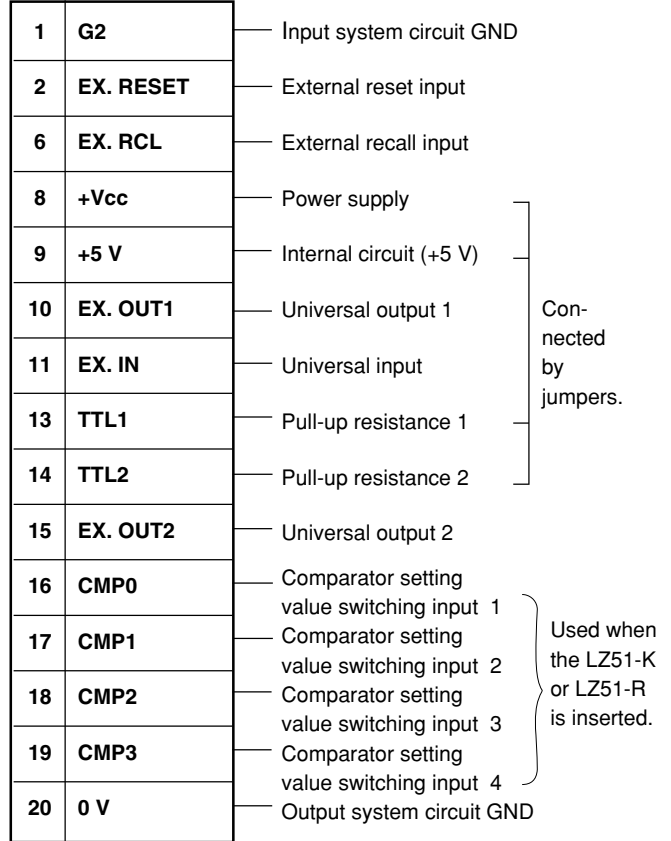 1 G2 Input system circuit GND
2 EX. RESET External reset input
6 EX. RCL External recall input
8 +Vcc Power supply
9 +5 V Internal circuit (+5 V)
10 EX. OUT1 Universal output 1
11 EX. IN Universal input
13 TTL1 Pull-up resistance 1
14 TTL2 Pull-up resistance 2
Con-
nected
by
jumpers.
15 EX. OUT2 Universal output 2
16 CMP0 Comparator setting
value switching input 1
17 CMP1 Comparator setting
value switching input 2
18 CMP2 Comparator setting
value switching input 3
19 CMP3 Comparator setting
value switching input 4
Used when
the LZ51-K
or LZ51-R
is inserted.
20 0 V Output system circuit GND